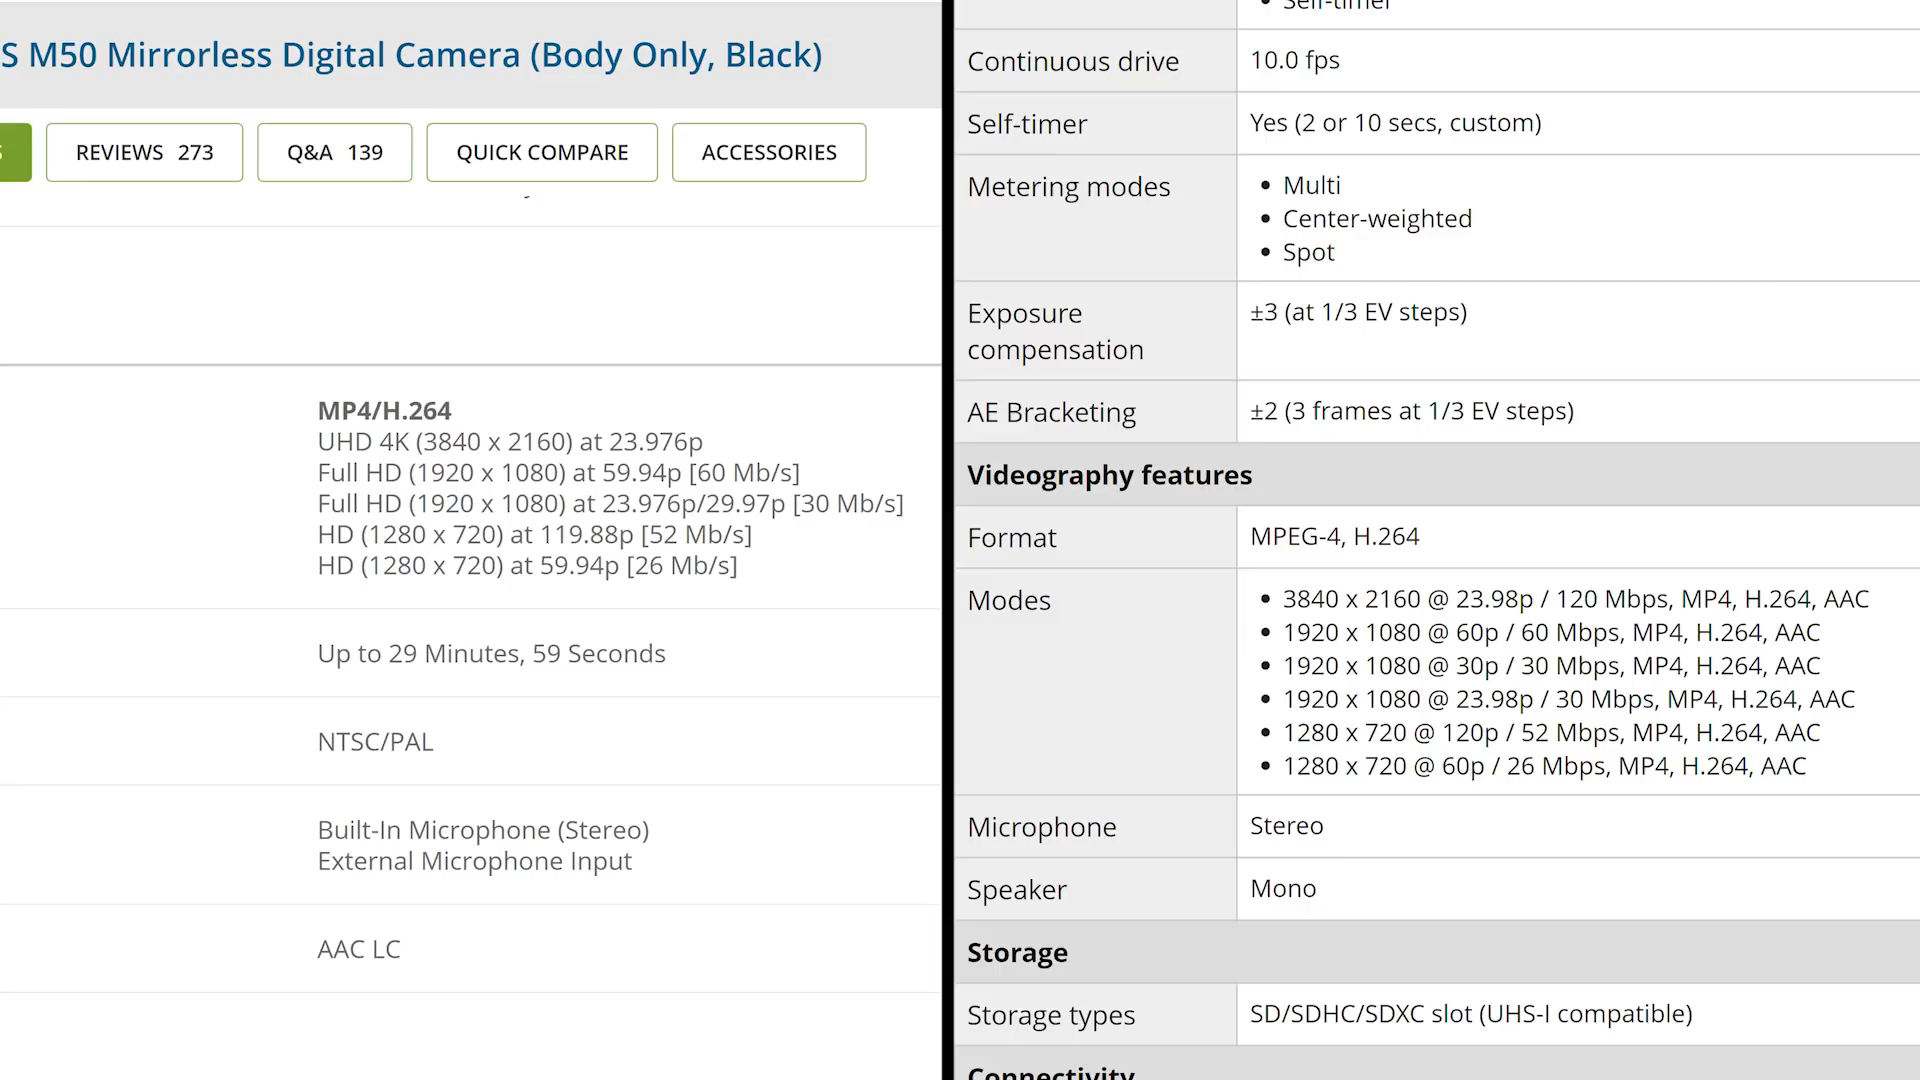 S M50 Mirrorless Digital Camera (Body Only, Black)
REVIEWS 273
Q&A 139
QUICK COMPARE
ACCESSORIES
MP4/H.264
UHD 4K (3840 x 2160) at 23.976p
Full HD (1920 x 1080) at 59.94p [60 Mb/s]
Full HD (1920 x 1080) at 23.976p/29.97p [30 Mb/s]
HD (1280 x 720) at 119.88p [52 Mb/s]
HD (1280 x 720) at 59.94p [26 Mb/s]
Up to 29 Minutes, 59 Seconds
NTSC/PAL
Built-In Microphone (Stereo)
External Microphone Input
AAC LC
• Self-timer
Continuous drive
10.0 fps
Self-timer
Yes (2 or 10 secs, custom)
Metering modes
• Multi
• Center-weighted
• Spot
Exposure
compensation
±3 (at 1/3 EV steps)
AE Bracketing
±2 (3 frames at 1/3 EV steps)
Videography features
Format
MPEG-4, H.264
Modes
• 3840 x 2160 @ 23.98p / 120 Mbps, MP4, H.264, AAC
• 1920 x 1080 @ 60p / 60 Mbps, MP4, H.264, AAC
• 1920 x 1080 @ 30p / 30 Mbps, MP4, H.264, AAC
• 1920 x 1080 @ 23.98p / 30 Mbps, MP4, H.264, AAC
• 1280 x 720 @ 120p / 52 Mbps, MP4, H.264, AAC
• 1280 x 720 @ 60p / 26 Mbps, MP4, H.264, AAC
Microphone
Stereo
Speaker
Mono
Storage
Storage types
SD/SDHC/SDXC slot (UHS-I compatible)
Connectivity